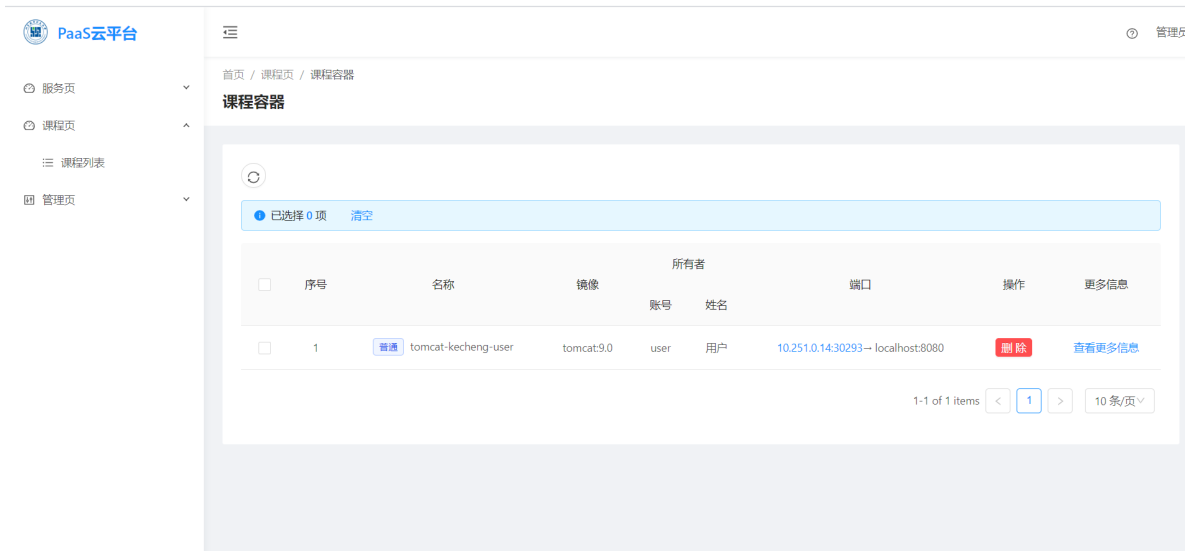 PaaS云平台
管理员
服务页
课程页
课程列表
管理页
首页 / 课程页 / 课程容器
课程容器
已选择 0 项 清空
所有者
序号 名称 镜像 端口 操作 更多信息
账号 姓名
1 普通 tomcat-kecheng-user tomcat:9.0 user 用户 10.251.0.14:30293→ localhost:8080 删 除 查看更多信息
1-1 of 1 items < 1 > 10 条/页